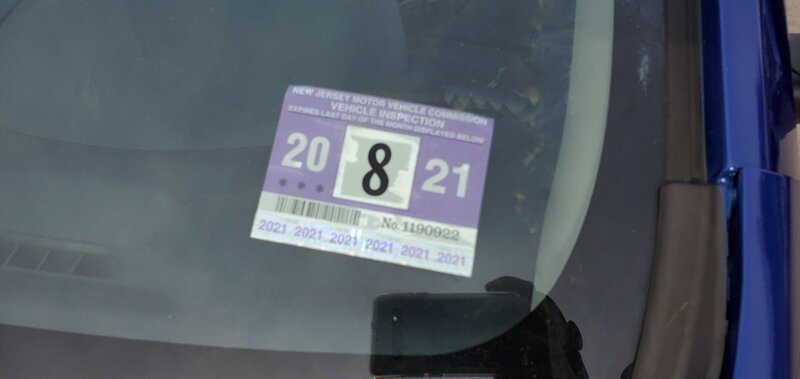 NEW JERSEY MOTOR VEHICLE COMMISSION
VEHICLE INSPECTION
EXPIRES LAST DAY OF THE MONTH DISPLAYED BELOW
20 8 21
***
No. 1190922
2021 2021 2021 2021 2021 2021